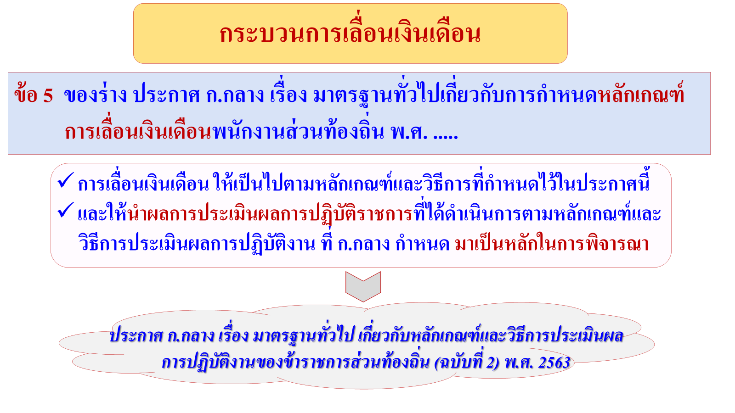 กระบวนการเลื่อนเงินเดือน
ข้อ 5 ของร่าง ประกาศ ก.กลาง เรื่อง มาตรฐานทั่วไปเกี่ยวกับการกำหนดหลักเกณฑ์
การเลื่อนเงินเดือนพนักงานส่วนท้องถิ่น พ.ศ. .....
✓ การเลื่อนเงินเดือน ให้เป็นไปตามหลักเกณฑ์และวิธีการที่กำหนดไว้ในประกาศนี้
✓ และให้นำผลการประเมินผลการปฏิบัติราชการที่ได้ดำเนินการตามหลักเกณฑ์และ
วิธีการประเมินผลการปฏิบัติงาน ที่ ก.กลาง กำหนด มาเป็นหลักในการพิจารณา
ประกาศ ก.กลาง เรื่อง มาตรฐานทั่วไป เกี่ยวกับหลักเกณฑ์และวิธีการประเมินผล
การปฏิบัติงานของข้าราชการส่วนท้องถิ่น (ฉบับที่ 2) พ.ศ. 2563